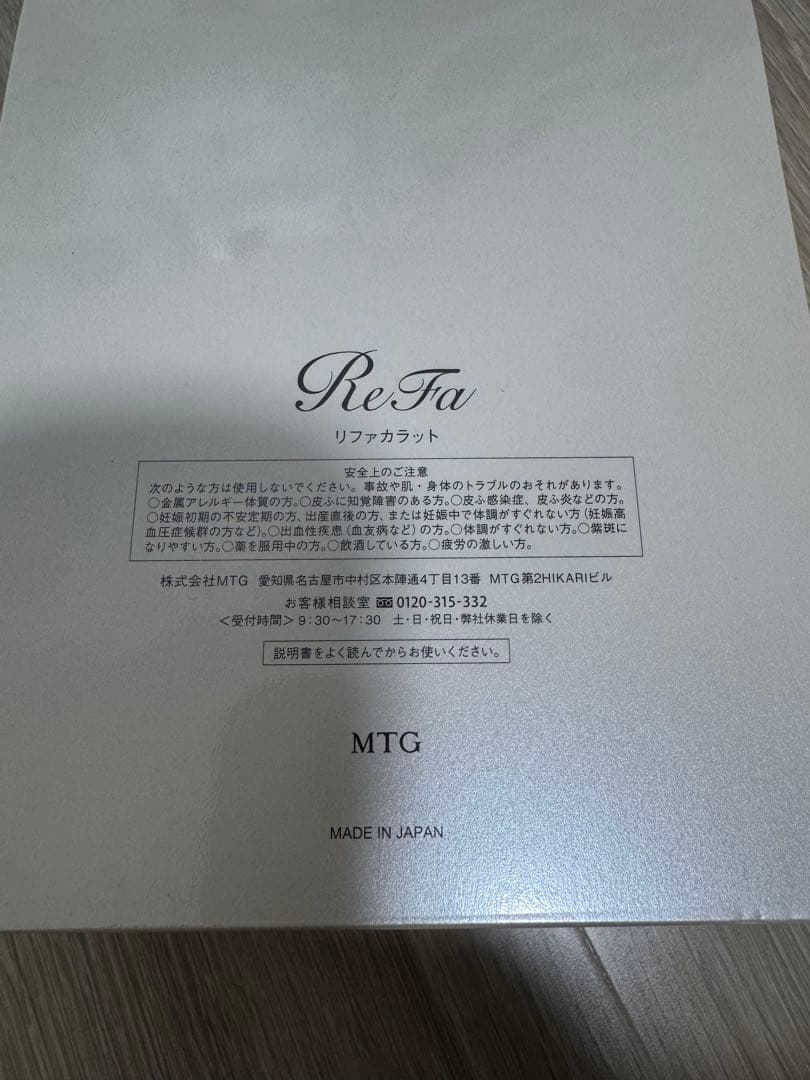 ReFa
リファカラット
安全上のご注意
次のような方は使用しないでください。事故や肌・身体のトラブルのおそれがあります。
○金属アレルギー体質の方。○皮ふに知覚障害のある方。○皮ふ感染症、皮ふ炎などの方。
○妊娠初期の不安定期の方、出産直後の方、または妊娠中で体調がすぐれない方（妊娠高
血圧症候群の方など）。○出血性疾患（血友病など）の方。○体調がすぐれない方。○紫斑に
なりやすい方。○薬を服用中の方。○飲酒している方。○疲労の激しい方。
株式会社MTG 愛知県名古屋市中村区本陣通4丁目13番 MTG第2HIKARIビル
お客様相談室 0120-315-332
＜受付時間＞9：30〜17：30 土・日・祝日・弊社休業日を除く
説明書をよく読んでからお使いください。
MTG
MADE IN JAPAN